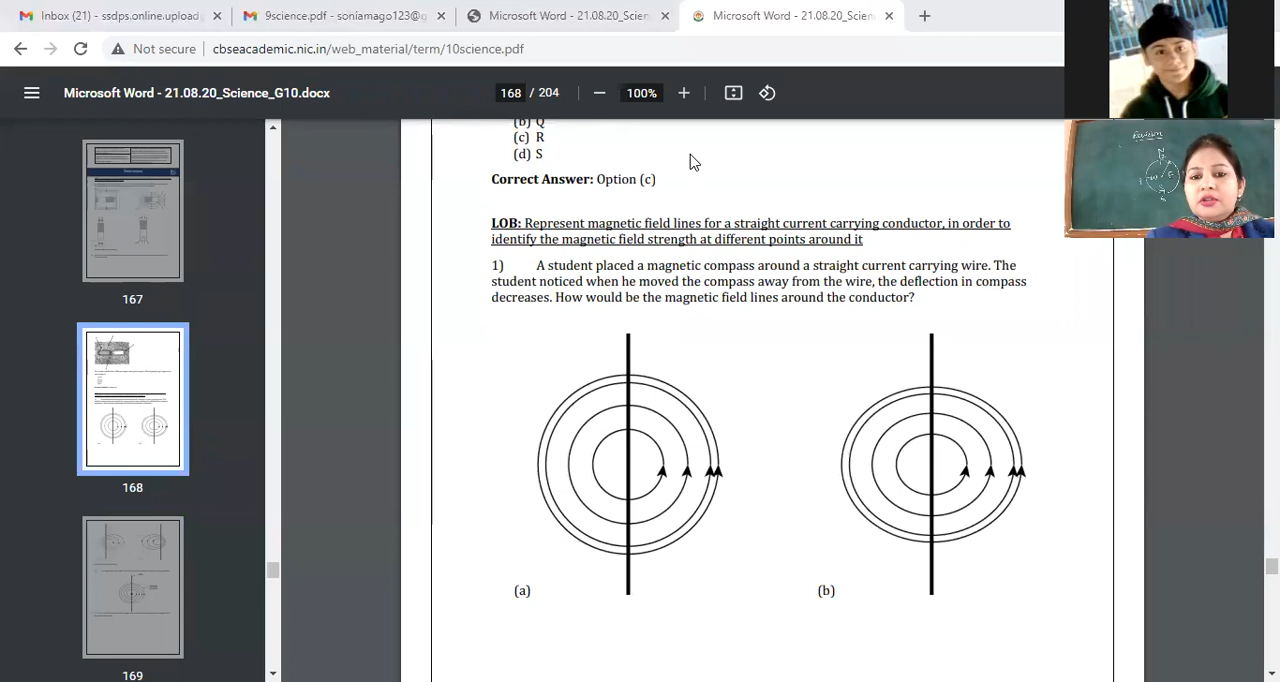 Inbox (21) - ssdps.online.upload
9science.pdf - soniamago123@g
Microsoft Word - 21.08.20_Scien
Microsoft Word - 21.08.20_Scien
Not secure
cbseacademic.nic.in/web_material/term/10science.pdf
Microsoft Word - 21.08.20_Science_G10.docx
168 / 204
100%
(b) Q
(c) R
(d) S
Correct Answer: Option (c)
LOB: Represent magnetic field lines for a straight current carrying conductor, in order to
identify the magnetic field strength at different points around it
1) A student placed a magnetic compass around a straight current carrying wire. The
student noticed when he moved the compass away from the wire, the deflection in compass
decreases. How would be the magnetic field lines around the conductor?
(a)
(b)
167
168
169
Revision
N
W
E
S